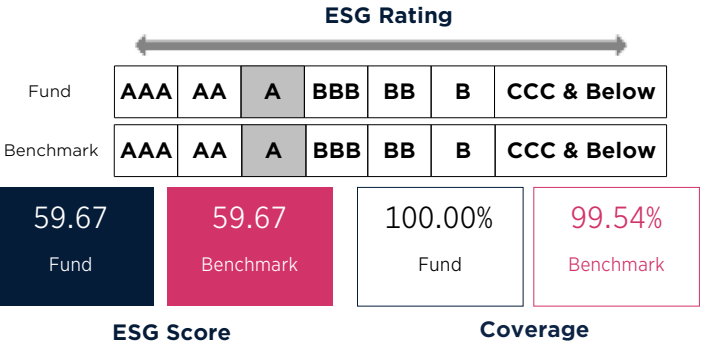 ESG Rating
Fund AAA AA A BBB BB B CCC & Below
Benchmark AAA AA A BBB BB B CCC & Below
59.67 59.67 100.00% 99.54%
Fund Benchmark Fund Benchmark
ESG Score Coverage